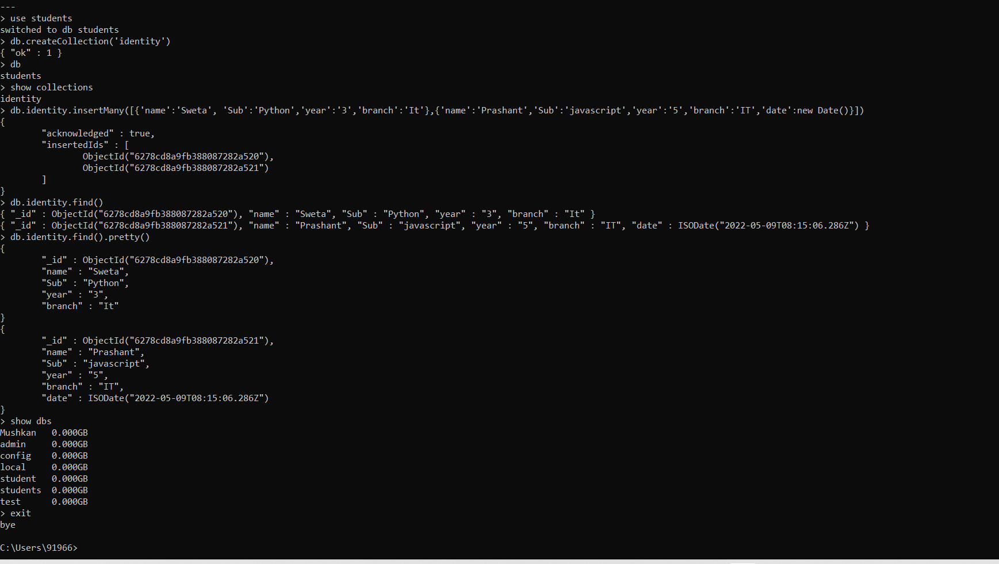 ---
> use students
switched to db students
> db.createCollection('identity')
{ "ok" : 1 }
> db
students
> show collections
identity
> db.identity.insertMany([{'name':'Sweta', 'Sub':'Python','year':'3','branch':'It'},{'name':'Prashant','Sub':'javascript','year':'5','branch':'IT','date':new Date()}])
{
        "acknowledged" : true,
        "insertedIds" : [
                ObjectId("6278cd8a9fb388087282a520"),
                ObjectId("6278cd8a9fb388087282a521")
        ]
}
> db.identity.find()
{ "_id" : ObjectId("6278cd8a9fb388087282a520"), "name" : "Sweta", "Sub" : "Python", "year" : "3", "branch" : "It" }
{ "_id" : ObjectId("6278cd8a9fb388087282a521"), "name" : "Prashant", "Sub" : "javascript", "year" : "5", "branch" : "IT", "date" : ISODate("2022-05-09T08:15:06.286Z") }
> db.identity.find().pretty()
{
        "_id" : ObjectId("6278cd8a9fb388087282a520"),
        "name" : "Sweta",
        "Sub" : "Python",
        "year" : "3",
        "branch" : "It"
}
{
        "_id" : ObjectId("6278cd8a9fb388087282a521"),
        "name" : "Prashant",
        "Sub" : "javascript",
        "year" : "5",
        "branch" : "IT",
        "date" : ISODate("2022-05-09T08:15:06.286Z")
}
> show dbs
Mushkan   0.000GB
admin     0.000GB
config    0.000GB
local     0.000GB
student   0.000GB
students  0.000GB
test      0.000GB
> exit
bye
C:\Users\91966>